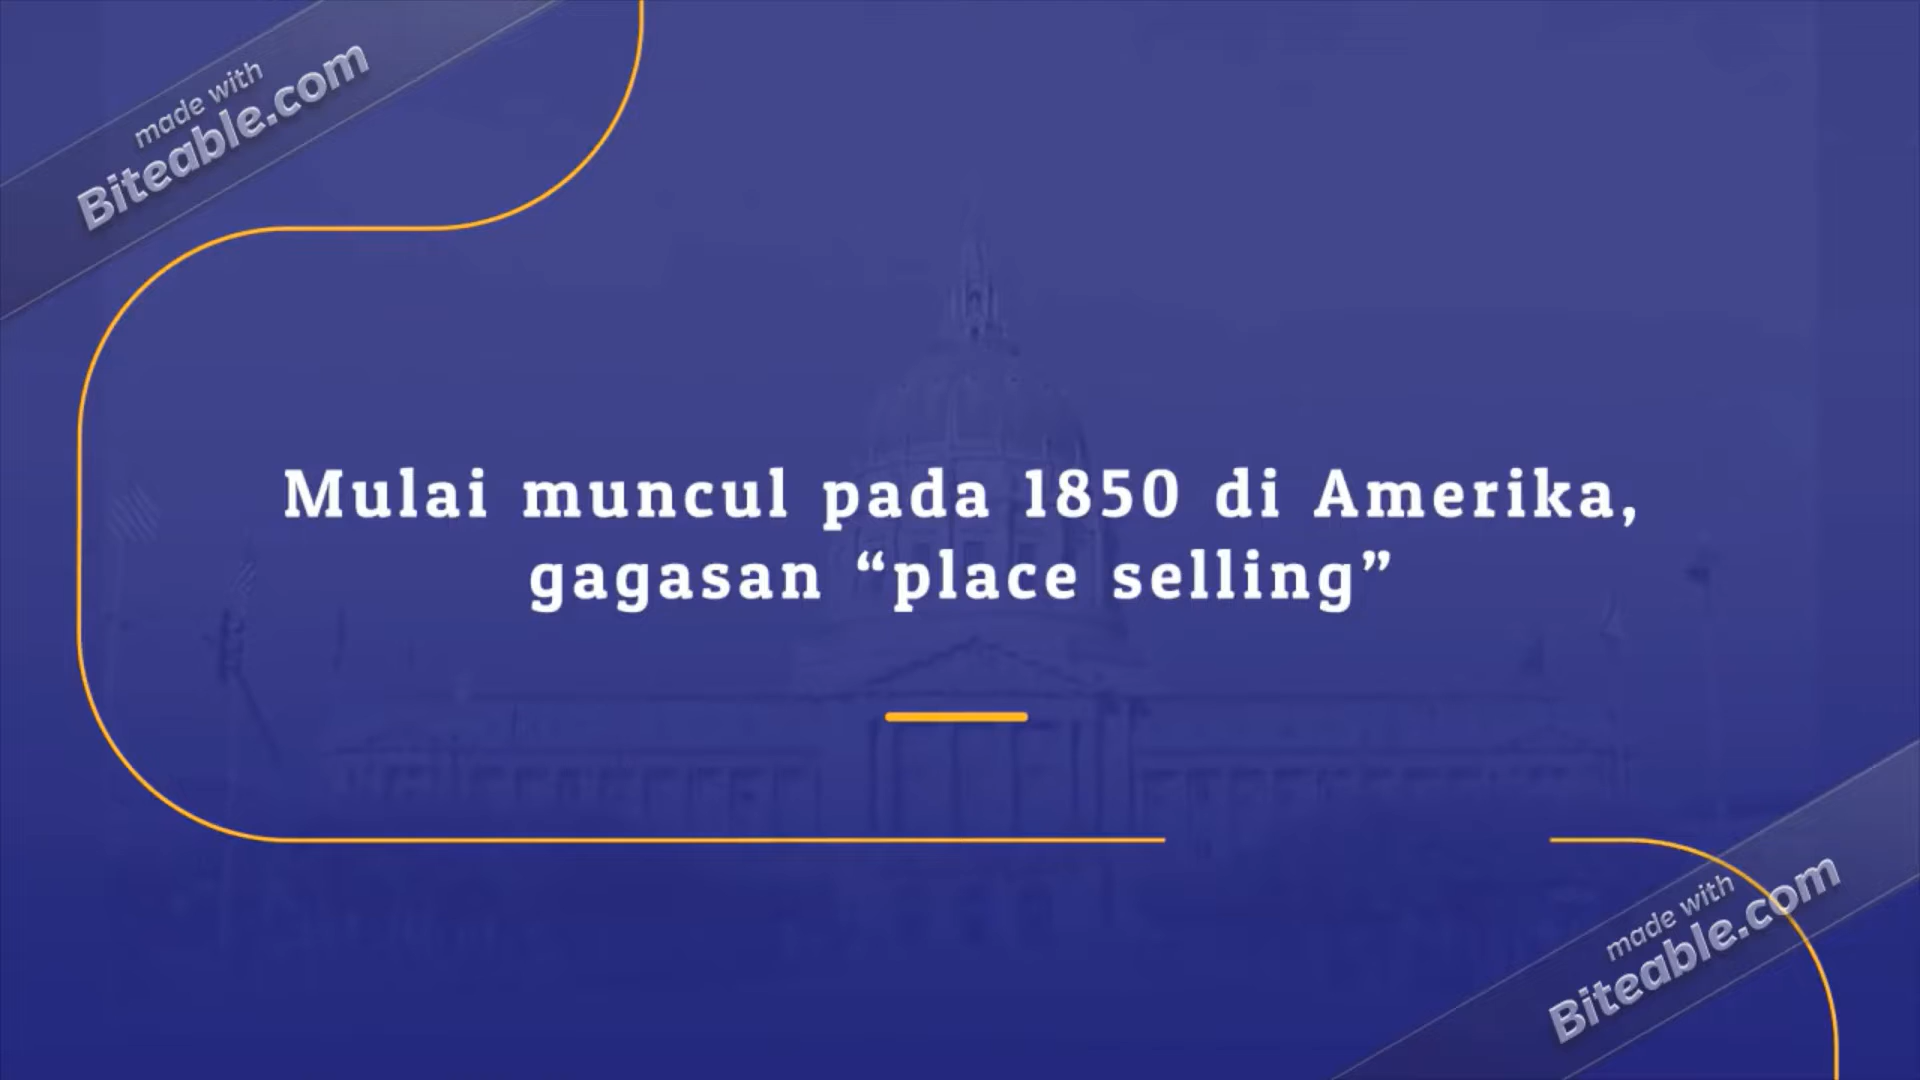 made with
Biteable.com
Mulai muncul pada 1850 di Amerika,
gagasan “place selling”
made with
Biteable.com